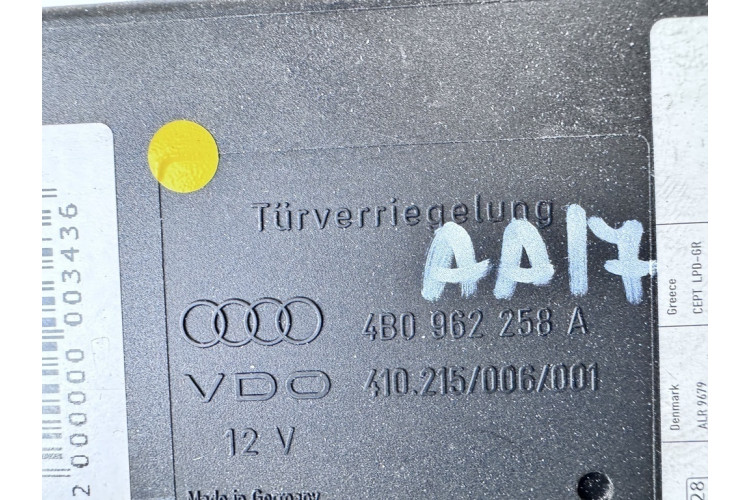 2 000000 003436
Türverriegelung
AA17
4B0 962 258 A
VDO
410.215/006/001
12 V
Made in Germany
Greece
CEPT LPD-GR
Denmark
ALR 9679
28